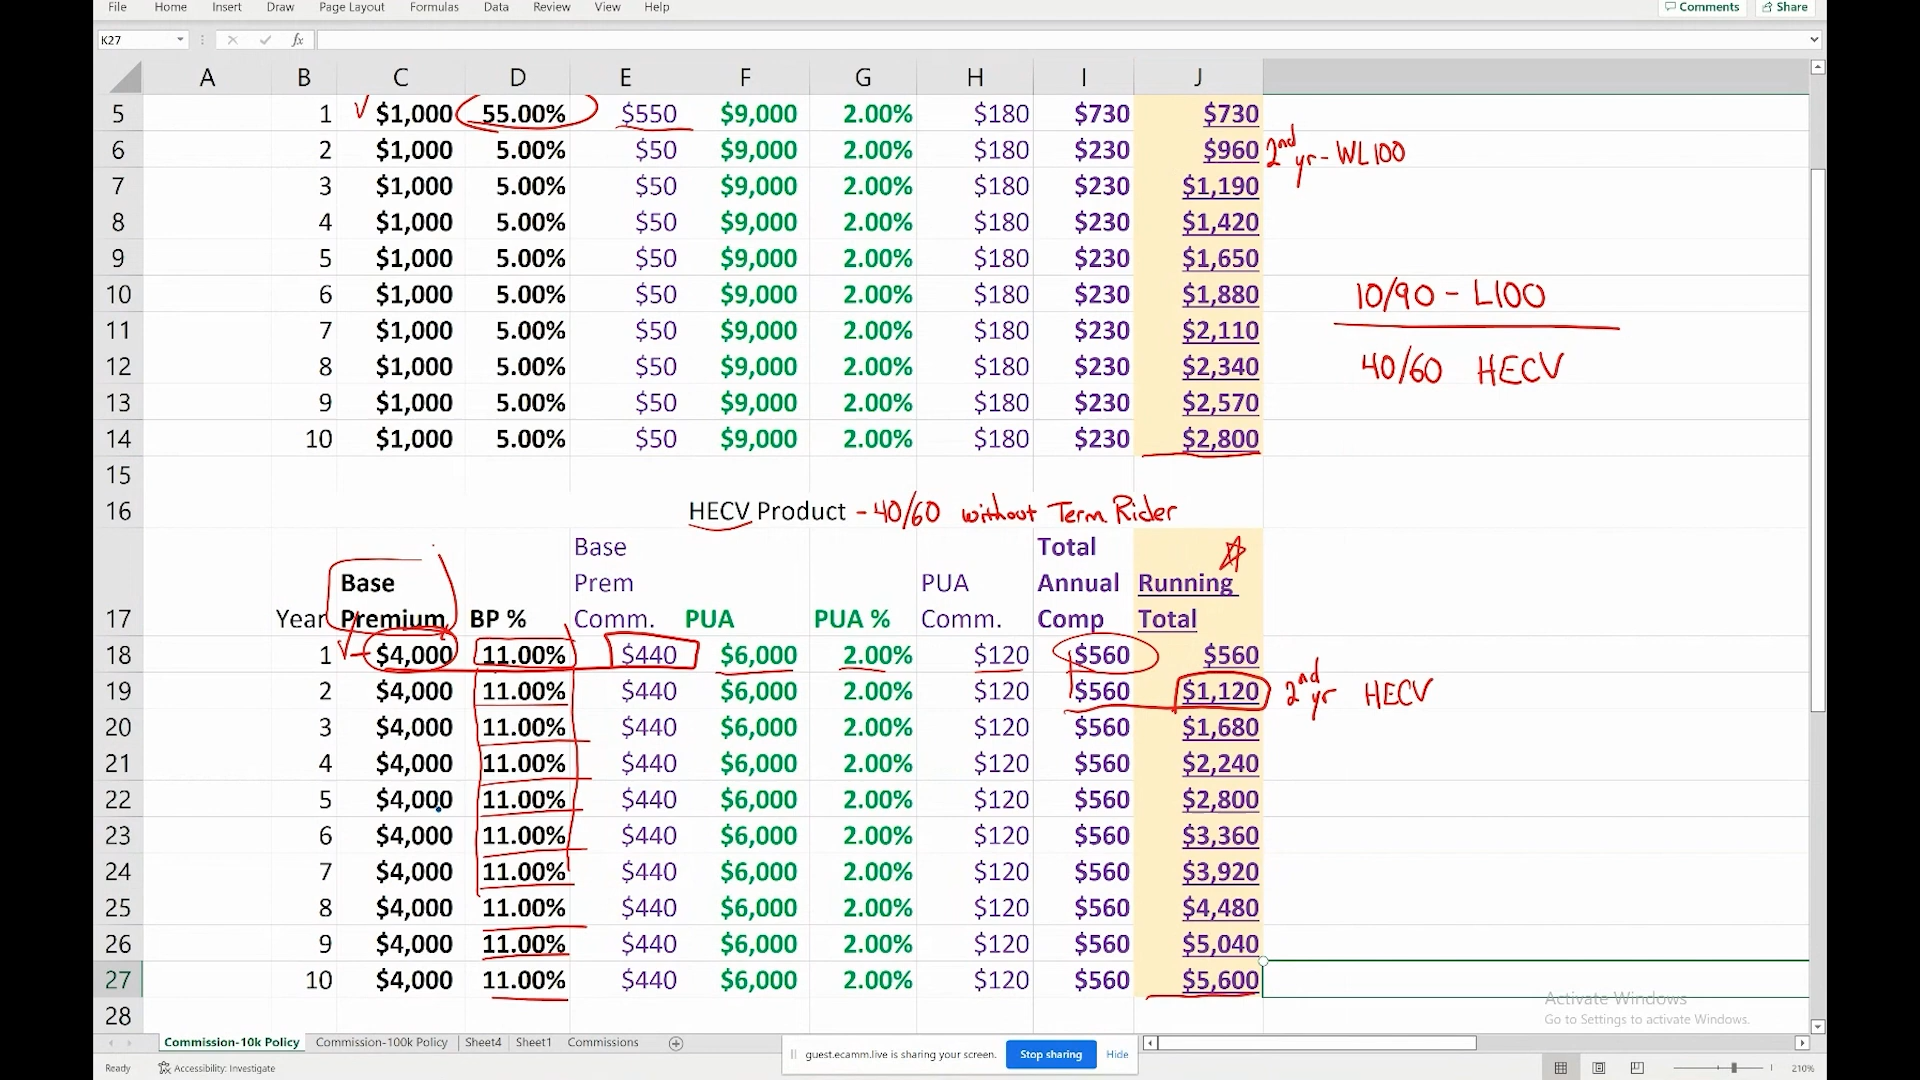 File Home Insert Draw Page Layout Formulas Data Review View Help Comments Share
K27 fx
A B C D E F G H I J
5 1 $1,000 55.00% $550 $9,000 2.00% $180 $730 $730
6 2 $1,000 5.00% $50 $9,000 2.00% $180 $230 $960 2nd yr - WL100
7 3 $1,000 5.00% $50 $9,000 2.00% $180 $230 $1,190
8 4 $1,000 5.00% $50 $9,000 2.00% $180 $230 $1,420
9 5 $1,000 5.00% $50 $9,000 2.00% $180 $230 $1,650
10 6 $1,000 5.00% $50 $9,000 2.00% $180 $230 $1,880 10/90 - L100
11 7 $1,000 5.00% $50 $9,000 2.00% $180 $230 $2,110
12 8 $1,000 5.00% $50 $9,000 2.00% $180 $230 $2,340 40/60 HECV
13 9 $1,000 5.00% $50 $9,000 2.00% $180 $230 $2,570
14 10 $1,000 5.00% $50 $9,000 2.00% $180 $230 $2,800
15
16 HECV Product - 40/60 without Term Rider
Base Total
Base Prem PUA Annual Running
17 Year Premium BP % Comm. PUA PUA % Comm. Comp Total
18 1 $4,000 11.00% $440 $6,000 2.00% $120 $560 $560
19 2 $4,000 11.00% $440 $6,000 2.00% $120 $560 $1,120 2nd yr HECV
20 3 $4,000 11.00% $440 $6,000 2.00% $120 $560 $1,680
21 4 $4,000 11.00% $440 $6,000 2.00% $120 $560 $2,240
22 5 $4,000 11.00% $440 $6,000 2.00% $120 $560 $2,800
23 6 $4,000 11.00% $440 $6,000 2.00% $120 $560 $3,360
24 7 $4,000 11.00% $440 $6,000 2.00% $120 $560 $3,920
25 8 $4,000 11.00% $440 $6,000 2.00% $120 $560 $4,480
26 9 $4,000 11.00% $440 $6,000 2.00% $120 $560 $5,040
27 10 $4,000 11.00% $440 $6,000 2.00% $120 $560 $5,600
28
Activate Windows
Go to Settings to activate Windows.
Commission-10k Policy Commission-100k Policy Sheet4 Sheet1 Commissions
guest.ecamm.live is sharing your screen. Stop sharing Hide
Ready Accessibility: Investigate 210%